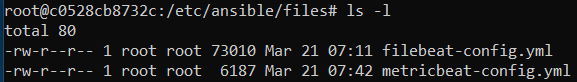 root@c0528cb8732c:/etc/ansible/files# ls -l
total 80
-rw-r--r-- 1 root root 73010 Mar 21 07:11 filebeat-config.yml
-rw-r--r-- 1 root root  6187 Mar 21 07:42 metricbeat-config.yml